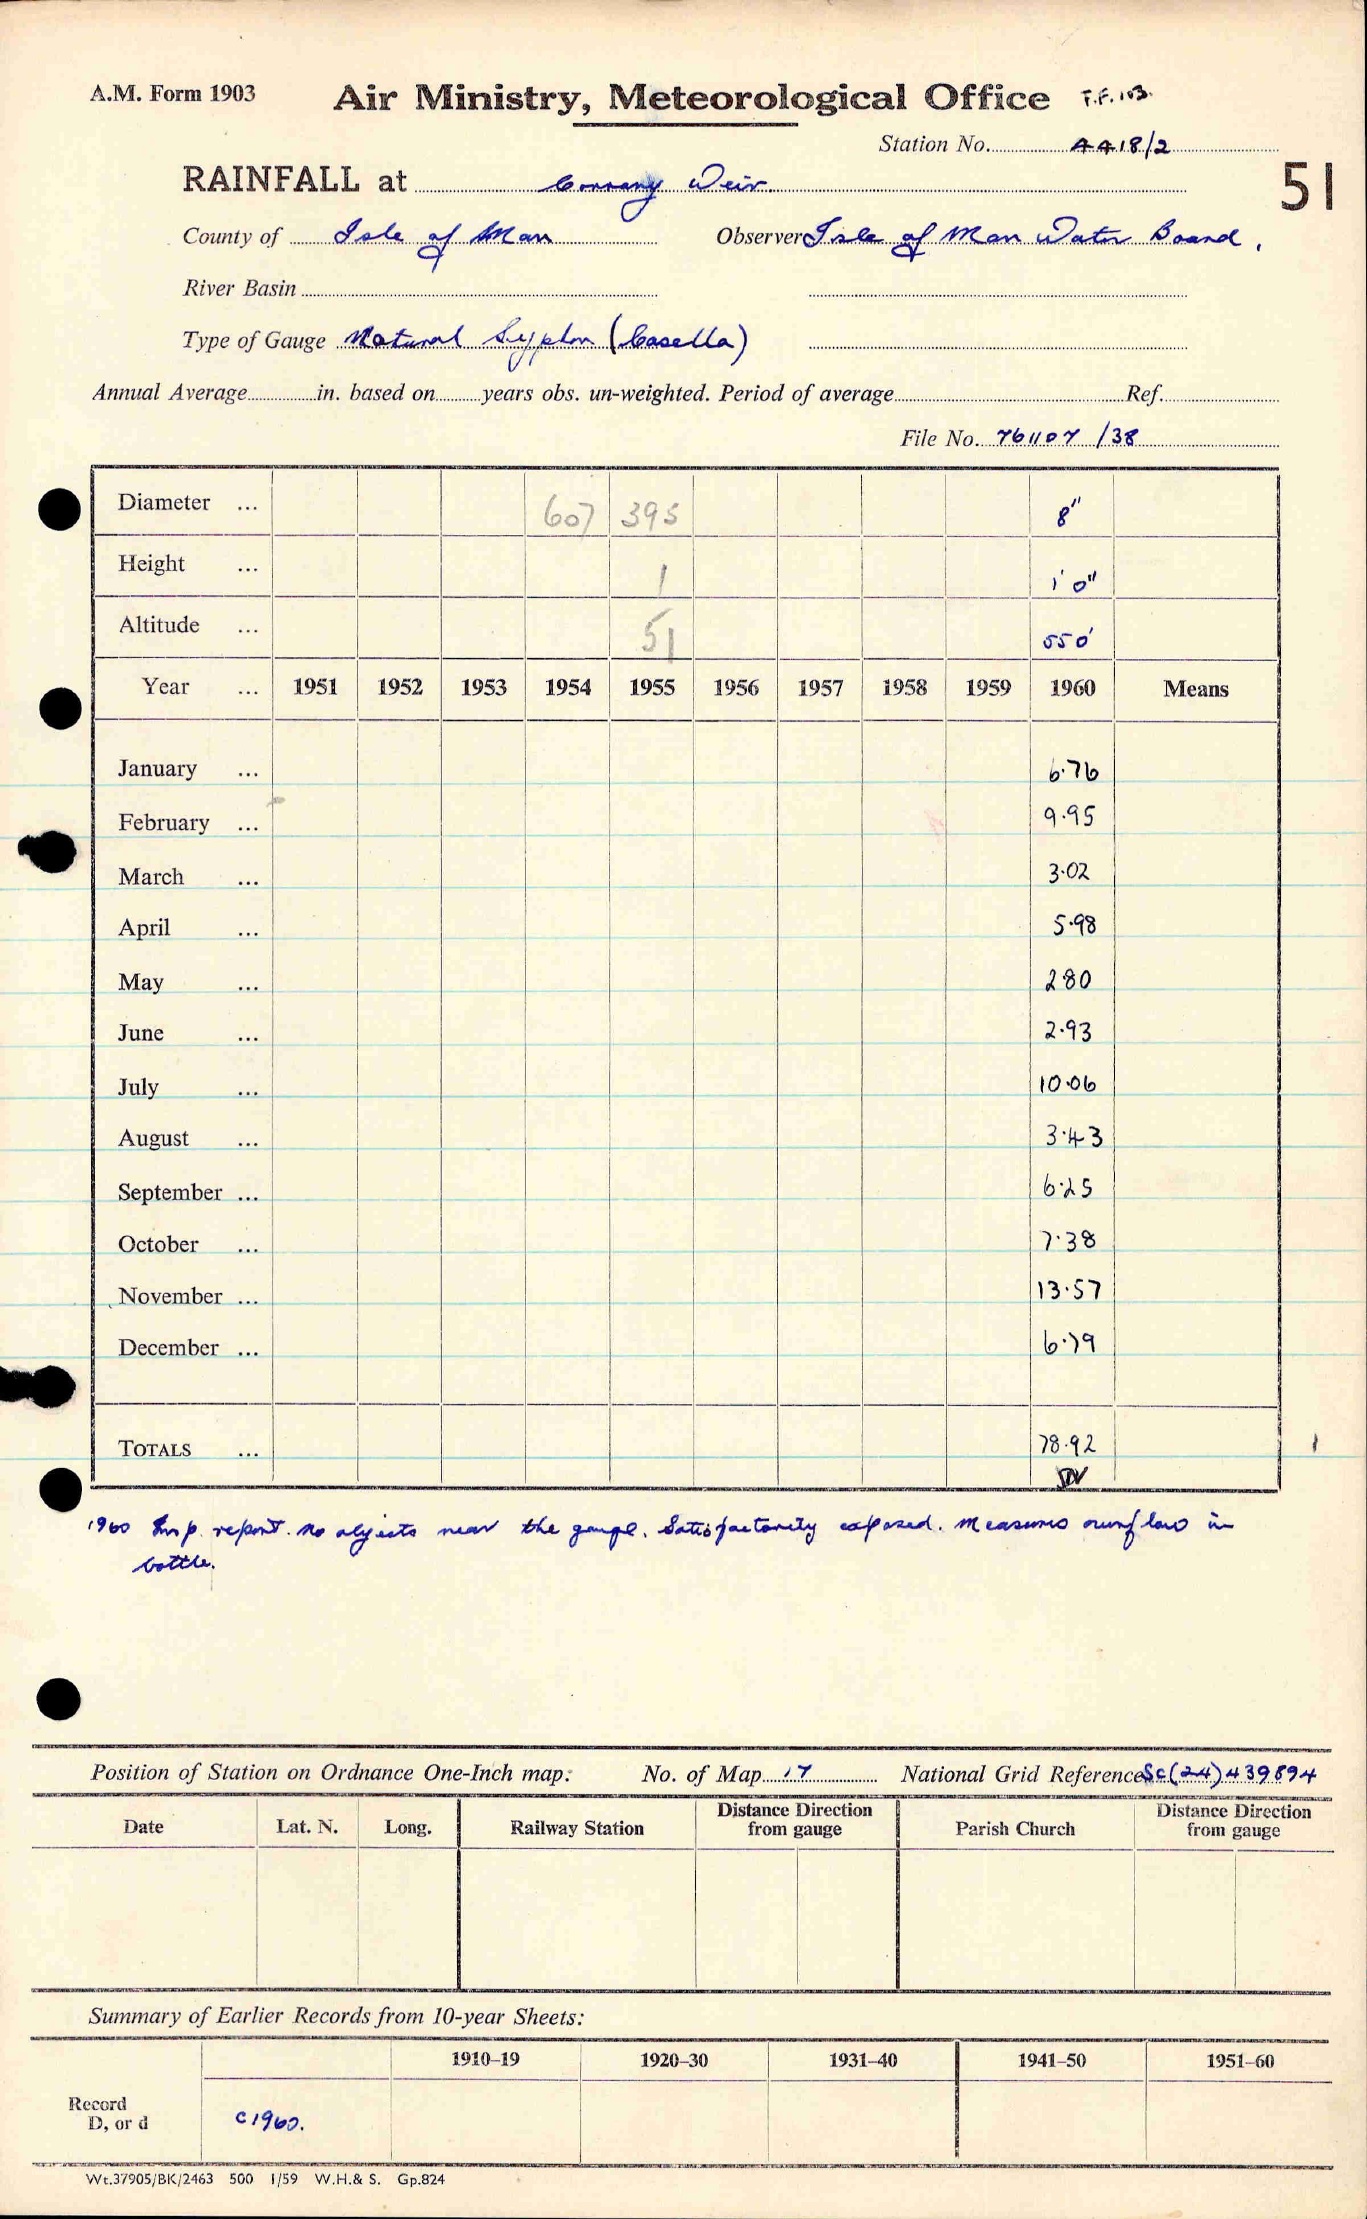 A.M. Form 1903 Air Ministry, Meteorological Office F.F. 103.
Station No. 4418/2
RAINFALL at Corrany Weir. 51
County of Isle of Man Observer Isle of Man Water Board.
River Basin
Type of Gauge Natural Syphon (Casella)
Annual Average in. based on years obs. un-weighted. Period of average Ref.
File No. 761107 /38
Diameter ... 607 395 8"
Height ... 1 1' 0"
Altitude ... 51 550'
Year ... 1951 1952 1953 1954 1955 1956 1957 1958 1959 1960 Means
January ... 6.76
February ... 9.95
March ... 3.02
April ... 5.98
May ... 2.80
June ... 2.93
July ... 10.06
August ... 3.43
September ... 6.25
October ... 7.38
November ... 13.57
December ... 6.79
TOTALS ... 78.92
1960 Insp. report. No objects near the gauge. Satisfactorily exposed. Measures overflow in
bottle.
Position of Station on Ordnance One-Inch map: No. of Map 17 National Grid Reference SC(24)439894
Date Lat. N. Long. Railway Station Distance Direction from gauge Parish Church Distance Direction from gauge
Summary of Earlier Records from 10-year Sheets:
1910–19 1920–30 1931–40 1941–50 1951–60
Record
D, or d c1960.
Wt.37905/BK/2463 500 1/59 W.H.& S. Gp.824